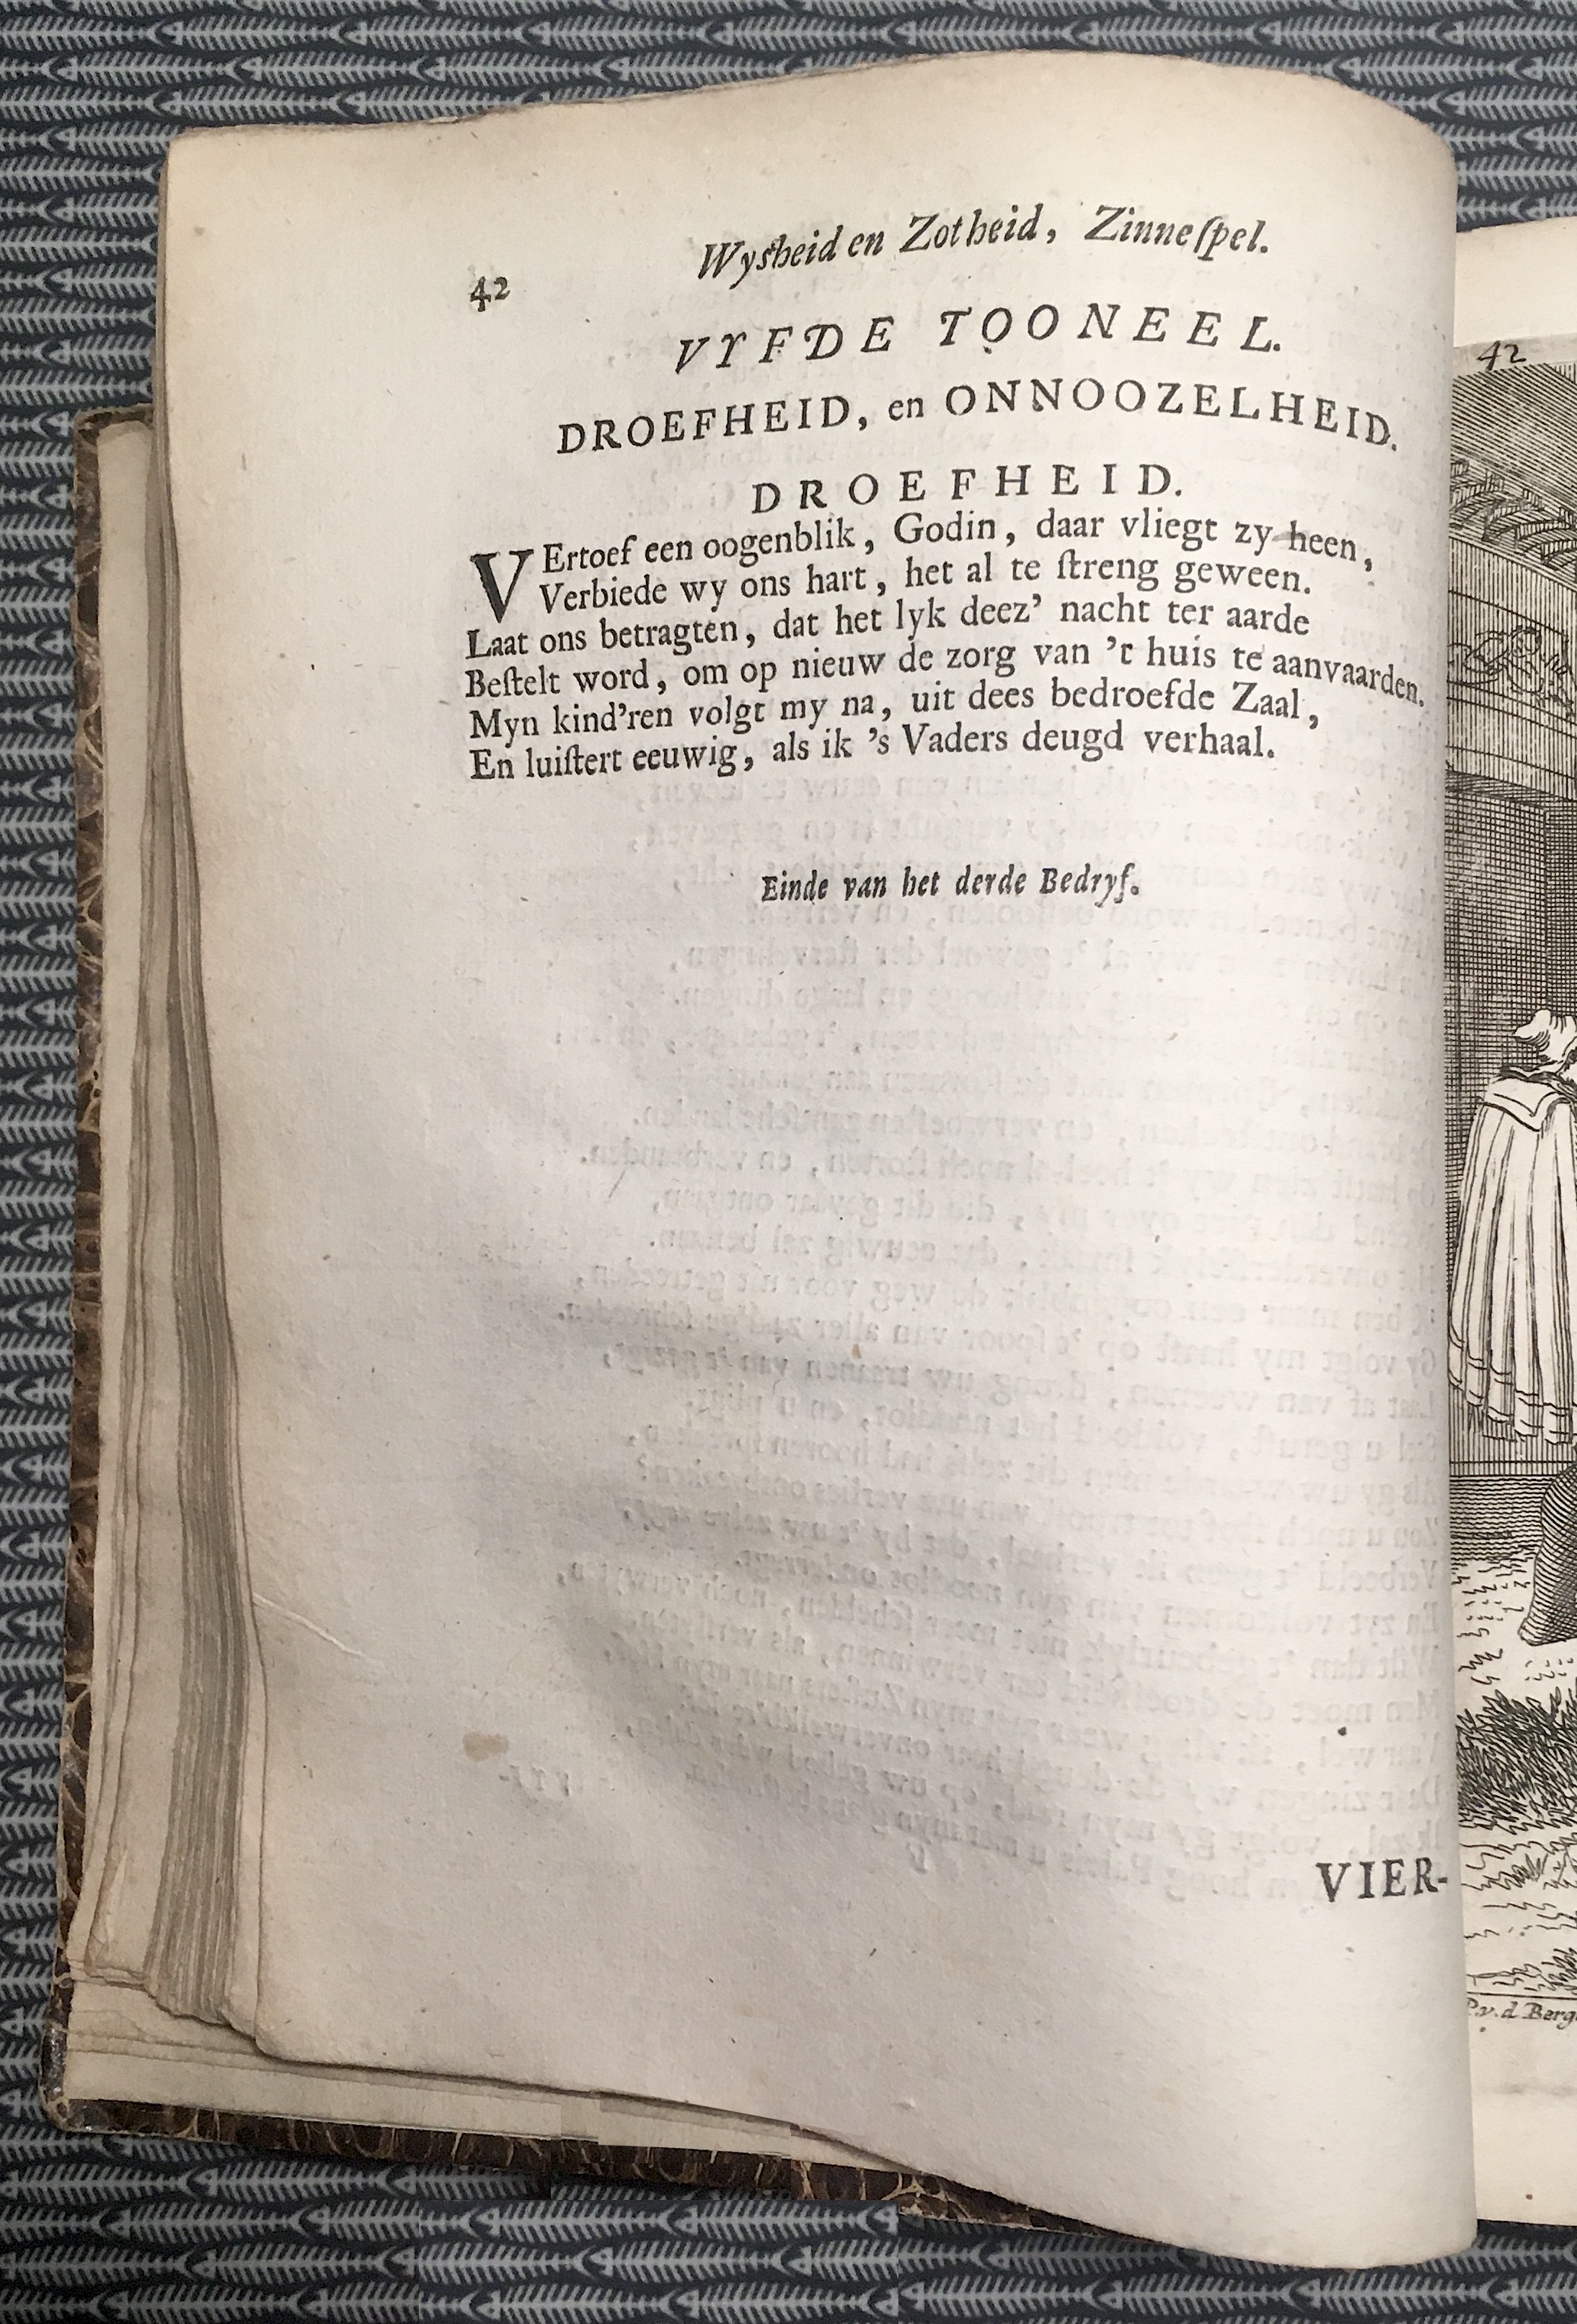 42
Wysheid en Zotheid, Zinneſpel.
VYFDE TOONEEL.
DROEFHEID, en ONNOOZELHEID.
DROEFHEID.
VErtoef een oogenblik, Godin, daar vliegt zy heen,
Verbiede wy ons hart, het al te ſtreng geween.
Laat ons betragten, dat het lyk deez' nacht ter aarde
Beſtelt word, om op nieuw de zorg van 't huis te aanvaarden.
Myn kind'ren volgt my na, uit dees bedroefde Zaal,
En luiſtert eeuwig, als ik 's Vaders deugd verhaal.
Einde van het derde Bedryf.
VIER-
42
P.v.d Berg